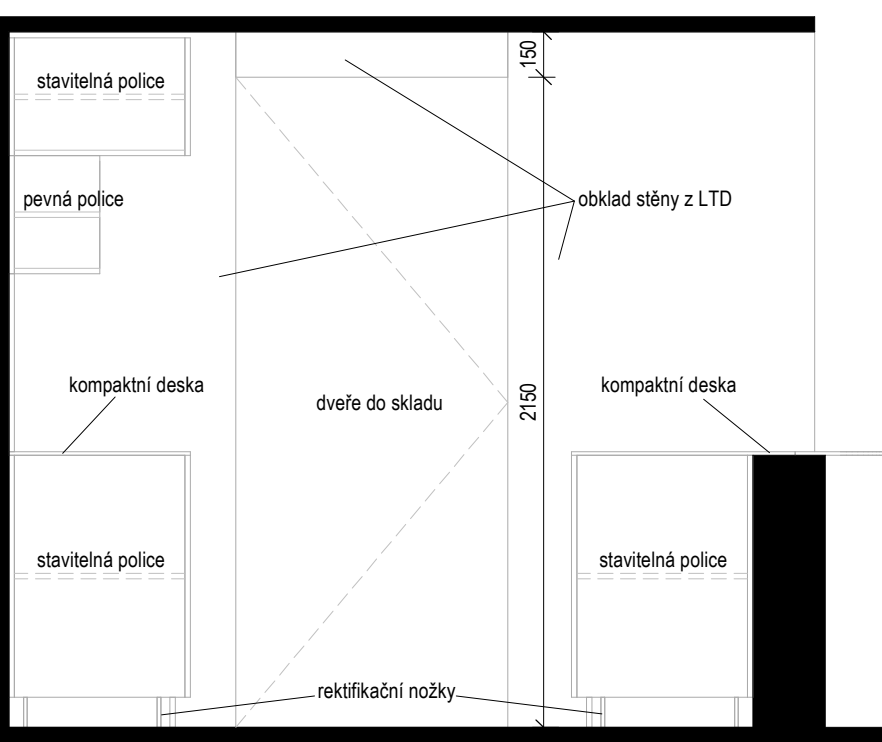 150
stavitelná police
pevná police
obklad stěny z LTD
kompaktní deska
dveře do skladu
2150
kompaktní deska
stavitelná police
stavitelná police
rektifikační nožky